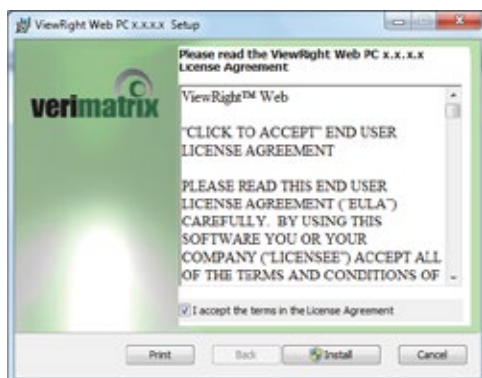 ViewRight Web PC x.x.x.x Setup
Please read the ViewRight Web PC x.x.x.x
License Agreement
verimatrix
ViewRight™ Web
"CLICK TO ACCEPT" END USER
LICENSE AGREEMENT
PLEASE READ THIS END USER
LICENSE AGREEMENT ("EULA")
CAREFULLY. BY USING THIS
SOFTWARE YOU OR YOUR
COMPANY ("LICENSEE") ACCEPT ALL
OF THE TERMS AND CONDITIONS OF
I accept the terms in the License Agreement
Print Back Install Cancel